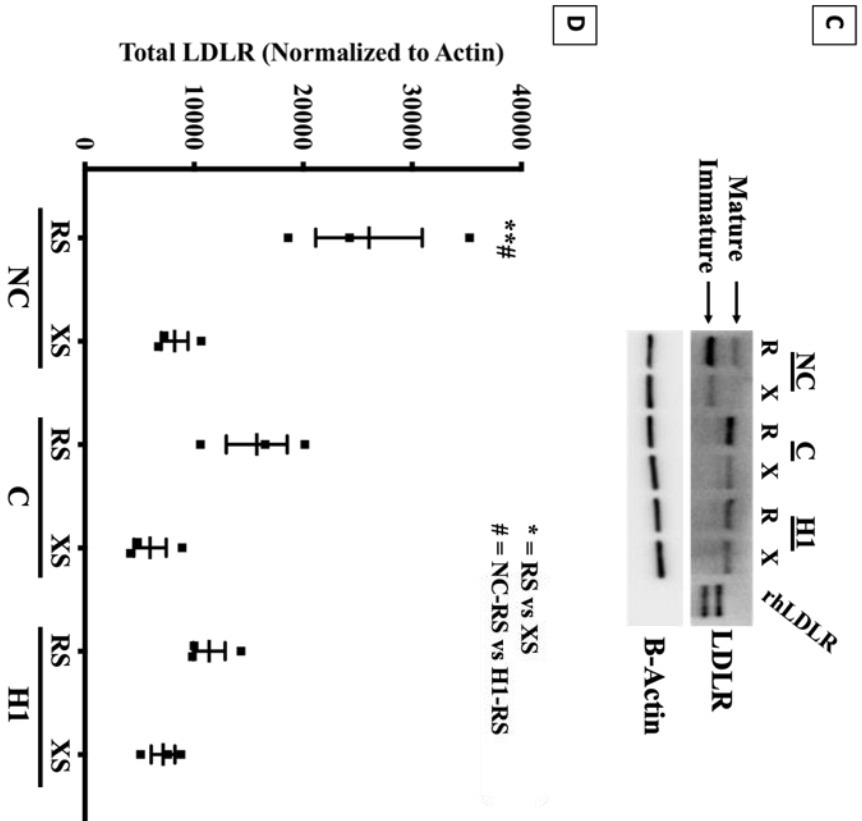 C
NC C H1
R X R X R X rhLDLR
Mature
Immature
LDLR
B-Actin
D
Total LDLR (Normalized to Actin)
40000
30000
20000
10000
0
**#
* = RS vs XS
# = NC-RS vs H1-RS
RS XS RS XS RS XS
NC C H1